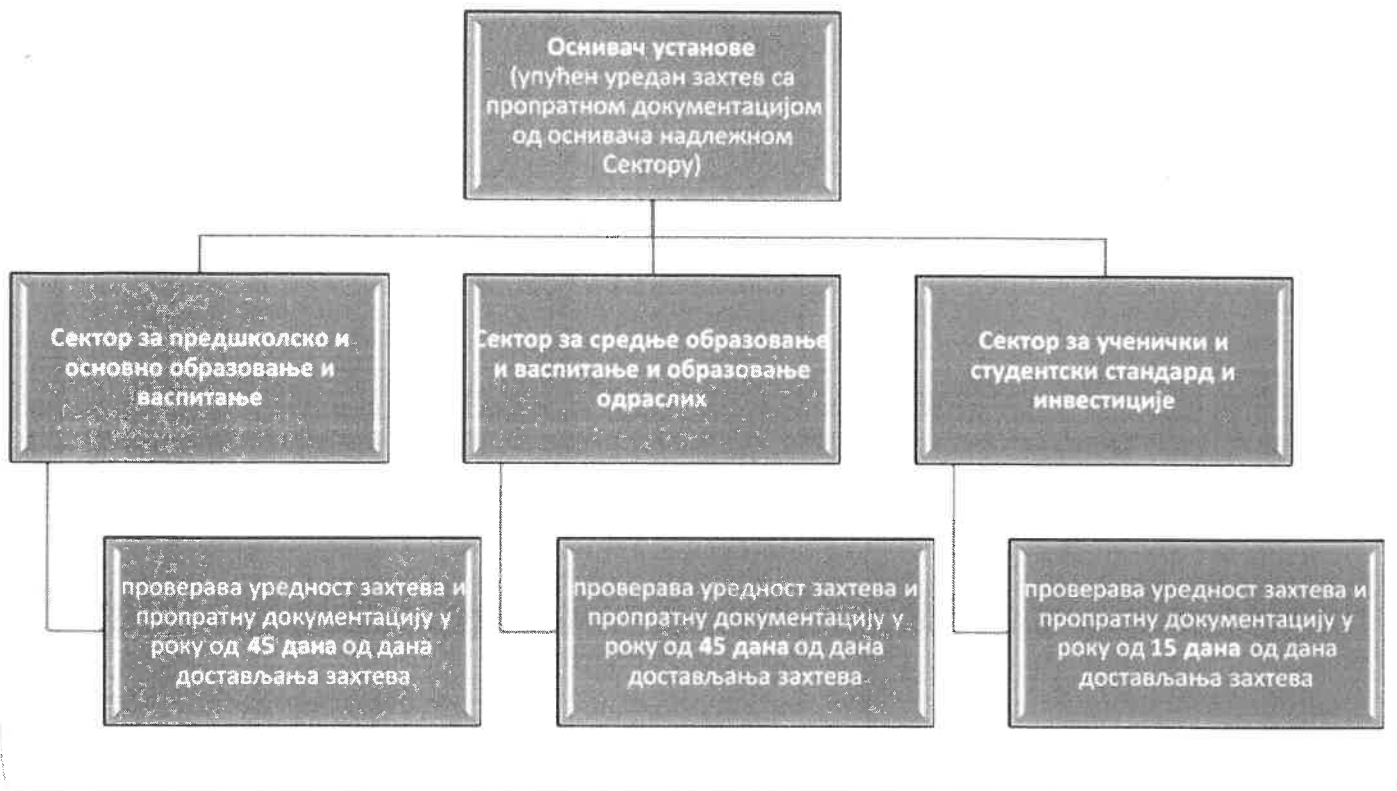 Оснивач установе
(упућен уредан захтев са
пропратном документацијом
од оснивача надлежном
Сектору)
Сектор за предшколско и
основно образовање и
васпитање
Сектор за средње образовање
и васпитање и образовање
одраслих
Сектор за ученички и
студентски стандард и
инвестиције
проверава уредност захтева и
пропратну документацију у
року од 45 дана од дана
достављања захтева
проверава уредност захтева и
пропратну документацију у
року од 45 дана од дана
достављања захтева
проверава уредност захтева и
пропратну документацију у
року од 15 дана од дана
достављања захтева